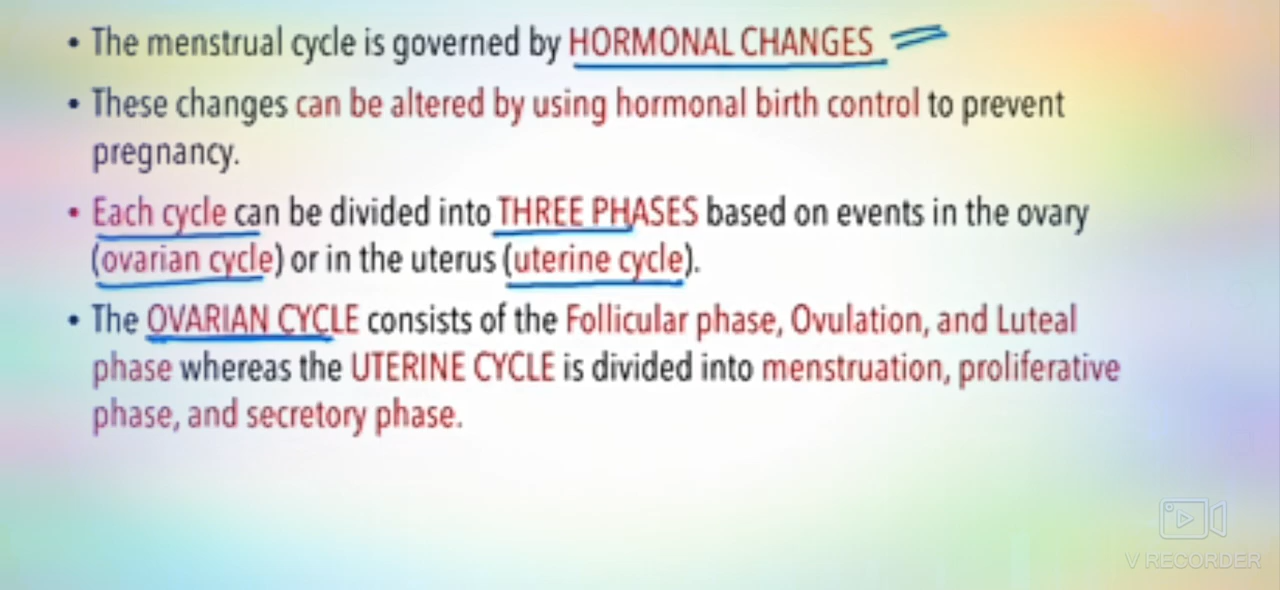 • The menstrual cycle is governed by HORMONAL CHANGES
• These changes can be altered by using hormonal birth control to prevent
pregnancy.
• Each cycle can be divided into THREE PHASES based on events in the ovary
(ovarian cycle) or in the uterus (uterine cycle).
• The OVARIAN CYCLE consists of the Follicular phase, Ovulation, and Luteal
phase whereas the UTERINE CYCLE is divided into menstruation, proliferative
phase, and secretory phase.
V RECORDER